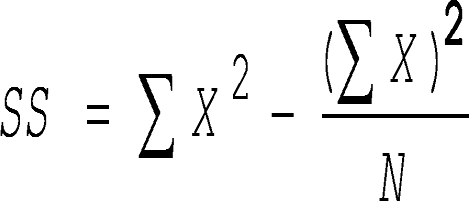 SS = ∑ X² - (∑ X)² / N